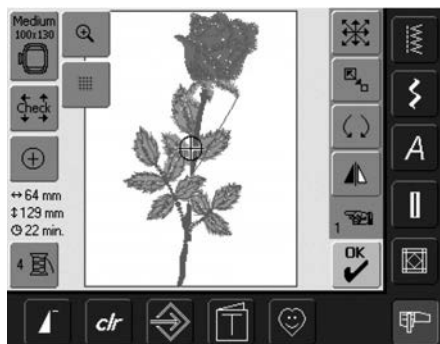 Medium
100x130
Check
64 mm
129 mm
22 min.
4
1
OK
A
clr
T